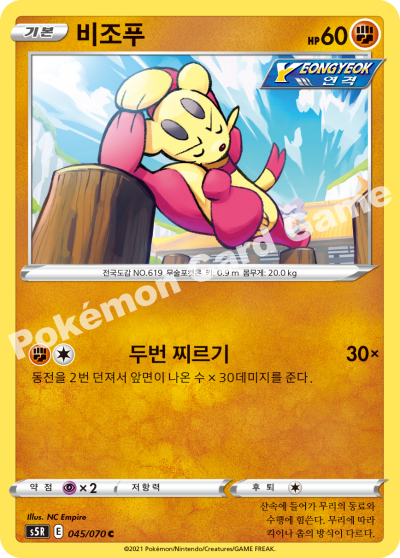 기본 비조푸 HP 60
YEONGYEOK
연격
전국도감 NO.619 무술포켓몬 키: 0.9 m 몸무게: 20.0 kg
Pokémon Card Game
두번 찌르기 30×
동전을 2번 던져서 앞면이 나온 수 × 30데미지를 준다.
약점 ×2 저항력 후퇴
Illus. NC Empire
s5R E 045/070 C
산속에 들어가 무리의 동료와
수행에 힘쓴다. 무리에 따라
킥이나 촙의 위력이 다르다.
©2021 Pokémon/Nintendo/Creatures/GAME FREAK.